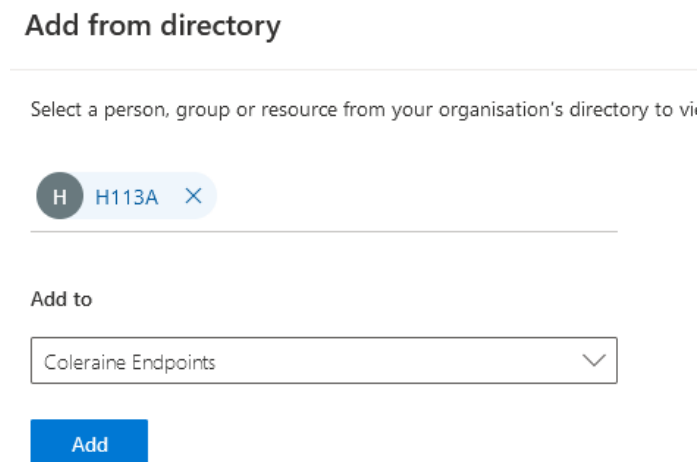 Add from directory
Select a person, group or resource from your organisation's directory to
H H113A
Add to
Coleraine Endpoints
Add